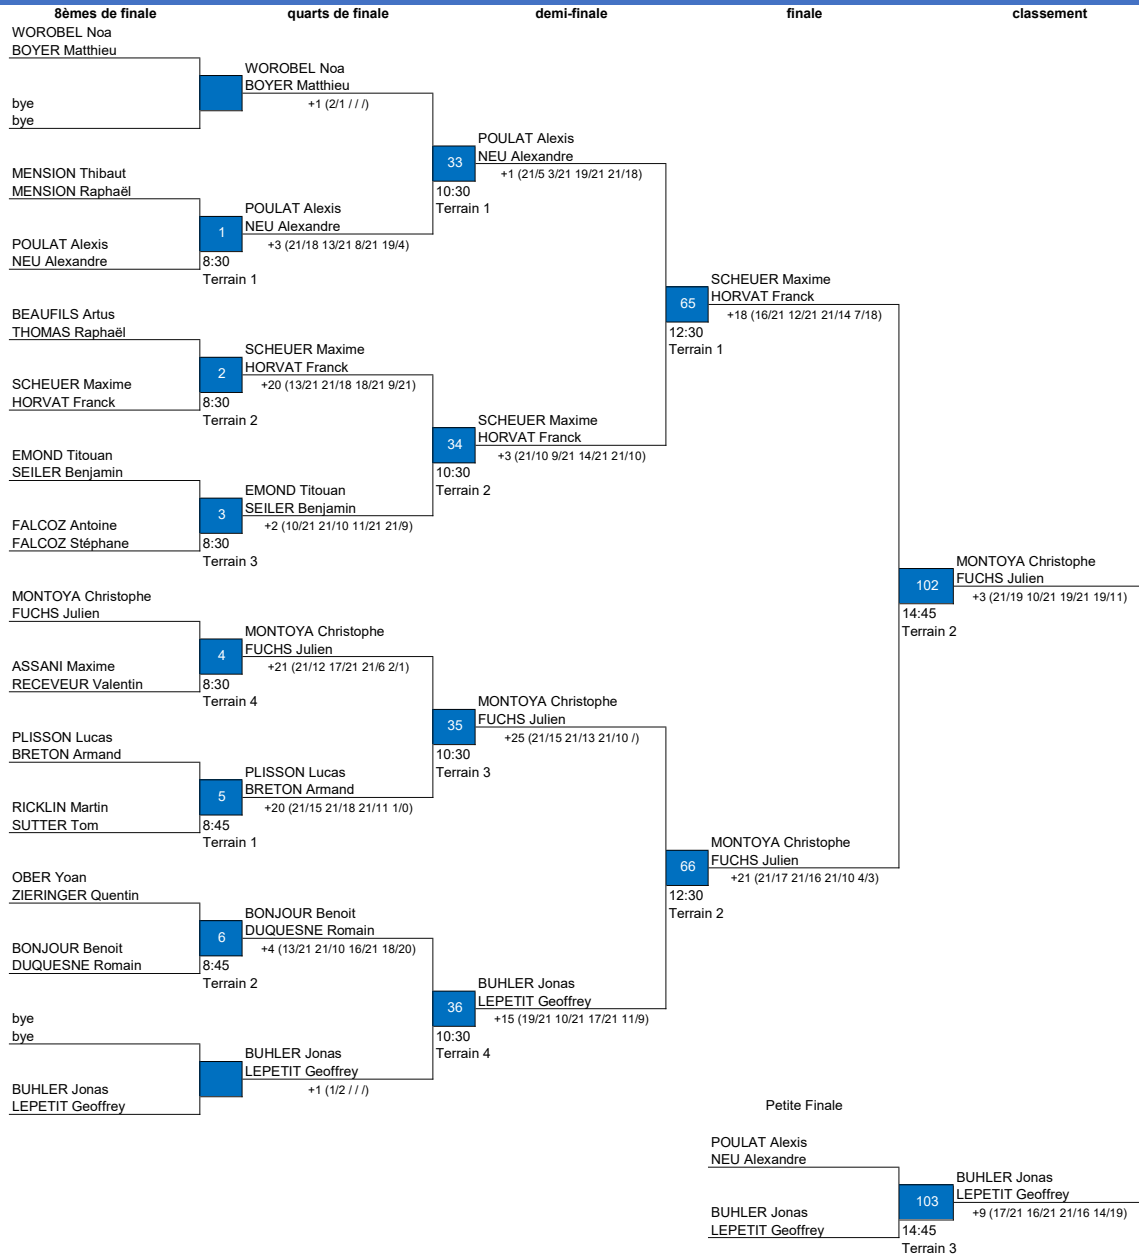 8èmes de finale
quarts de finale
demi-finale
finale
classement
WOROBEL Noa
BOYER Matthieu
bye
bye
MENSION Thibaut
MENSION Raphaël
POULAT Alexis
NEU Alexandre
BEAUFILS Artus
THOMAS Raphaël
SCHEUER Maxime
HORVAT Franck
EMOND Titouan
SEILER Benjamin
FALCOZ Antoine
FALCOZ Stéphane
MONTOYA Christophe
FUCHS Julien
ASSANI Maxime
RECEVEUR Valentin
PLISSON Lucas
BRETON Armand
RICKLIN Martin
SUTTER Tom
OBER Yoan
ZIERINGER Quentin
BONJOUR Benoit
DUQUESNE Romain
bye
bye
BUHLER Jonas
LEPETIT Geoffrey
WOROBEL Noa
BOYER Matthieu
+1 (2/1 / / /)
1
8:30
Terrain 1
POULAT Alexis
NEU Alexandre
+3 (21/18 13/21 8/21 19/4)
2
8:30
Terrain 2
SCHEUER Maxime
HORVAT Franck
+20 (13/21 21/18 18/21 9/21)
3
8:30
Terrain 3
EMOND Titouan
SEILER Benjamin
+2 (10/21 21/10 11/21 21/9)
4
8:30
Terrain 4
MONTOYA Christophe
FUCHS Julien
+21 (21/12 17/21 21/6 2/1)
5
8:45
Terrain 1
PLISSON Lucas
BRETON Armand
+20 (21/15 21/18 21/11 1/0)
6
8:45
Terrain 2
BONJOUR Benoit
DUQUESNE Romain
+4 (13/21 21/10 16/21 18/20)
BUHLER Jonas
LEPETIT Geoffrey
+1 (1/2 / / /)
33
10:30
Terrain 1
POULAT Alexis
NEU Alexandre
+1 (21/5 3/21 19/21 21/18)
34
10:30
Terrain 2
SCHEUER Maxime
HORVAT Franck
+3 (21/10 9/21 14/21 21/10)
35
10:30
Terrain 3
MONTOYA Christophe
FUCHS Julien
+25 (21/15 21/13 21/10 /)
36
10:30
Terrain 4
BUHLER Jonas
LEPETIT Geoffrey
+15 (19/21 10/21 17/21 11/9)
65
12:30
Terrain 1
SCHEUER Maxime
HORVAT Franck
+18 (16/21 12/21 21/14 7/18)
66
12:30
Terrain 2
MONTOYA Christophe
FUCHS Julien
+21 (21/17 21/16 21/10 4/3)
102
14:45
Terrain 2
MONTOYA Christophe
FUCHS Julien
+3 (21/19 10/21 19/21 19/11)
Petite Finale
POULAT Alexis
NEU Alexandre
BUHLER Jonas
LEPETIT Geoffrey
103
14:45
Terrain 3
BUHLER Jonas
LEPETIT Geoffrey
+9 (17/21 16/21 21/16 14/19)